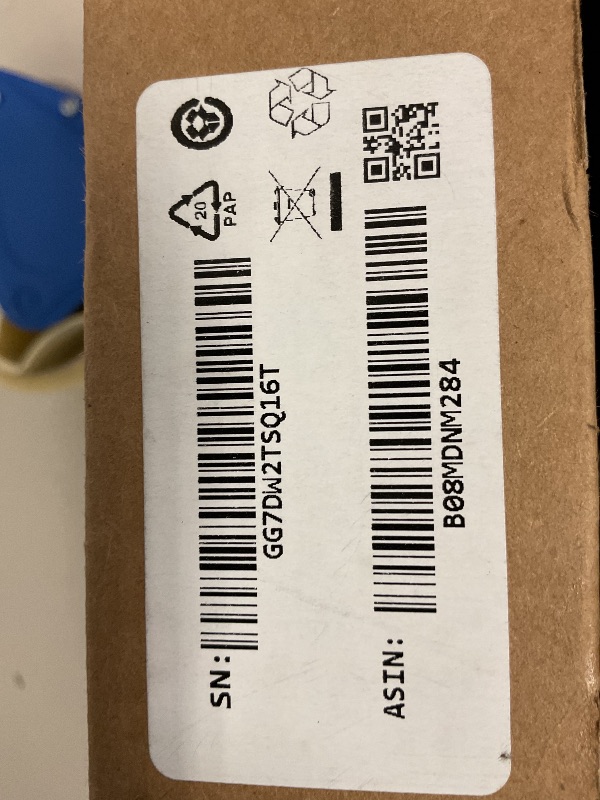 20
PAP
SN:
GG7DW2TSQ16T
ASIN:
B08MDNM284